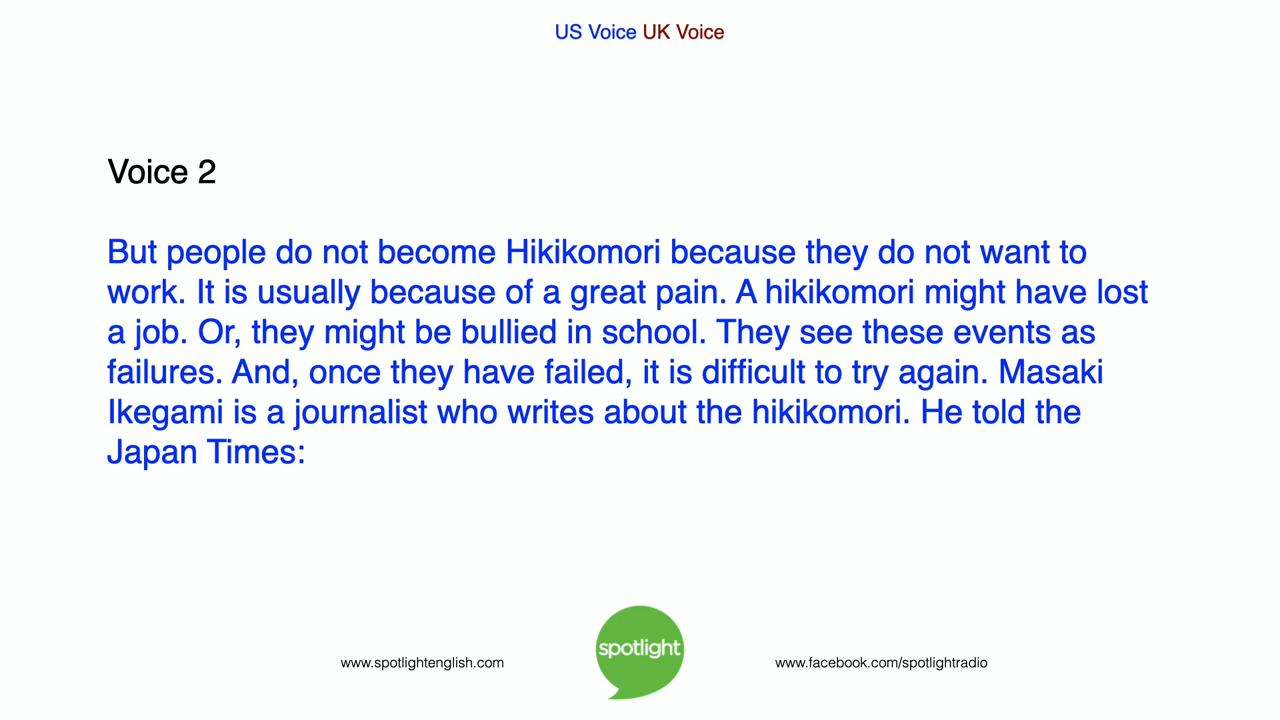 US Voice UK Voice
Voice 2
But people do not become Hikikomori because they do not want to
work. It is usually because of a great pain. A hikikomori might have lost
a job. Or, they might be bullied in school. They see these events as
failures. And, once they have failed, it is difficult to try again. Masaki
Ikegami is a journalist who writes about the hikikomori. He told the
Japan Times:
spotlight
www.spotlightenglish.com
www.facebook.com/spotlightradio